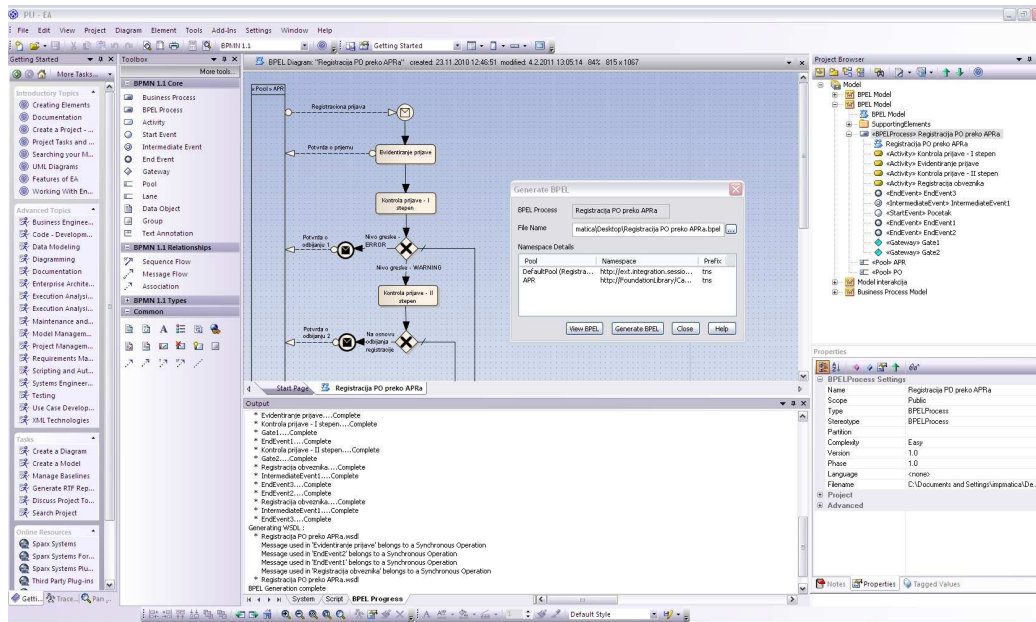 PU - EA
File Edit View Project Diagram Element Tools Add-Ins Settings Window Help
BPMN 1.1 Getting Started
Getting Started
More Tasks...
Introductory Topics
Creating Elements
Documentation
Create a Project - ...
Project Tasks and ...
Searching your M...
UML Diagrams
Features of EA
Working With En...
Advanced Topics
Business Enginee...
Code - Developm...
Data Modeling
Diagramming
Documentation
Enterprise Archite...
Execution Analysi...
Execution Analysi...
Maintenance and...
Model Managem...
Project Managem...
Requirements Ma...
Scripting and Aut...
Systems Engineer...
Testing
Use Case Develop...
XML Technologies
Tasks
Create a Diagram
Create a Model
Manage Baselines
Generate RTF Rep...
Discuss Project To...
Search Project
Online Resources
Sparx Systems
Sparx Systems For...
Sparx Systems Plu...
Third Party Plug-ins
Getti... Trace... Pan ...
Toolbox
More tools...
BPMN 1.1 Core
Business Process
BPEL Process
Activity
Start Event
Intermediate Event
End Event
Gateway
Pool
Lane
Data Object
Group
Text Annotation
BPMN 1.1 Relationships
Sequence Flow
Message Flow
Association
BPMN 1.1 Types
Common
BPEL Diagram: "Registracija PO preko APRa" created: 23.11.2010 12:46:51 modified: 4.2.2011 13:05:14 84% 815 x 1067
«Pool» APR
Registraciona prijava
Potvrda o prijemu
Evidentiranje prijave
Kontrola prijave - I
stepen
Potvrda o
odbijanju 1
Nivo greske -
ERROR
Nivo greske - WARNING
Kontrola prijave - II
stepen
Potvrda o
odbijanju 2
Na osnovu
odbijanja
registracije
Generate BPEL
BPEL Process Registracija PO preko APRa
File Name matica\Desktop\Registracija PO preko APRa.bpel ...
Namespace Details
Pool Namespace Prefix
DefaultPool (Registra... http://ext.integration.sessio... tns
APR http://FoundationLibrary/Ca... tns
View BPEL Generate BPEL Close Help
Start Page Registracija PO preko APRa
Output
* Evidentiranje prijave....Complete
* Kontrola prijave - I stepen....Complete
* Gate1....Complete
* EndEvent1....Complete
* Kontrola prijave - II stepen....Complete
* Gate2....Complete
* Registracija obveznika....Complete
* IntermediateEvent1....Complete
* EndEvent3....Complete
* EndEvent2....Complete
* Registracija obveznika....Complete
* IntermediateEvent1....Complete
* EndEvent3....Complete
Generating WSDL :
* Registracija PO preko APRa.wsdl
Message used in 'Evidentiranje prijave' belongs to a Synchronous Operation
Message used in 'EndEvent2' belongs to a Synchronous Operation
Message used in 'EndEvent1' belongs to a Synchronous Operation
Message used in 'Registracija obveznika' belongs to a Synchronous Operation
* Registracija PO preko APRa.wsdl
BPEL Generation complete
System Script BPEL Progress
Default Style
Project Browser
Model
BPEL Model
BPEL Model
BPEL Model
SupportingElements
«BPELProcess» Registracija PO preko APRa
Registracija PO preko APRa
«Activity» Kontrola prijave - I stepen
«Activity» Evidentiranje prijave
«Activity» Kontrola prijave - II stepen
«Activity» Registracija obveznika
«EndEvent» EndEvent3
«IntermediateEvent» IntermediateEvent1
«StartEvent» Pocetak
«EndEvent» EndEvent1
«EndEvent» EndEvent2
«Gateway» Gate1
«Gateway» Gate2
«Pool» APR
«Pool» PO
Model interakcija
Business Process Model
Properties
BPELProcess Settings
Name Registracija PO preko APRa
Scope Public
Type BPELProcess
Stereotype BPELProcess
Partition
Complexity Easy
Version 1.0
Phase 1.0
Language <none>
Filename C:\Documents and Settings\impmatica\De...
Project
Advanced
Notes Properties Tagged Values